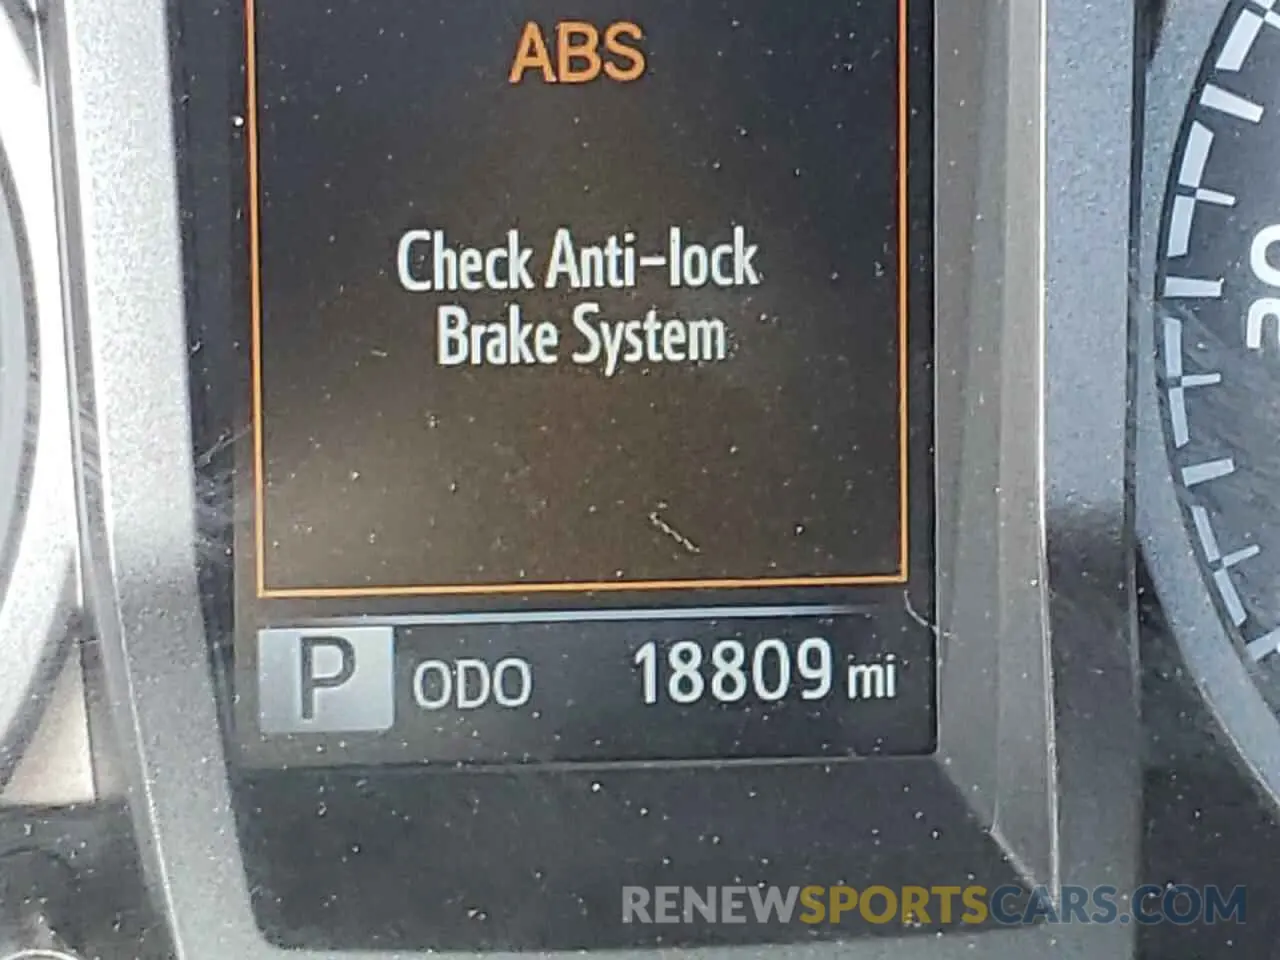 ABS
Check Anti-lock
Brake System
P ODO 18809 mi
RENEWSPORTSCARS.COM